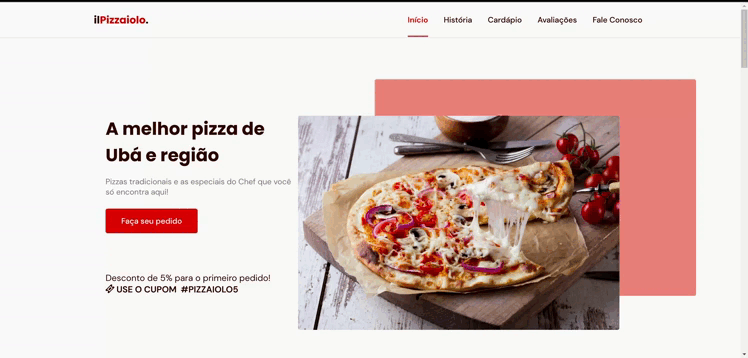 ilPizzaiolo.
Início História Cardápio Avaliações Fale Conosco
A melhor pizza de
Ubá e região
Pizzas tradicionais e as especiais do Chef que você
só encontra aqui!
Faça seu pedido
Desconto de 5% para o primeiro pedido!
USE O CUPOM #PIZZAIOLO5